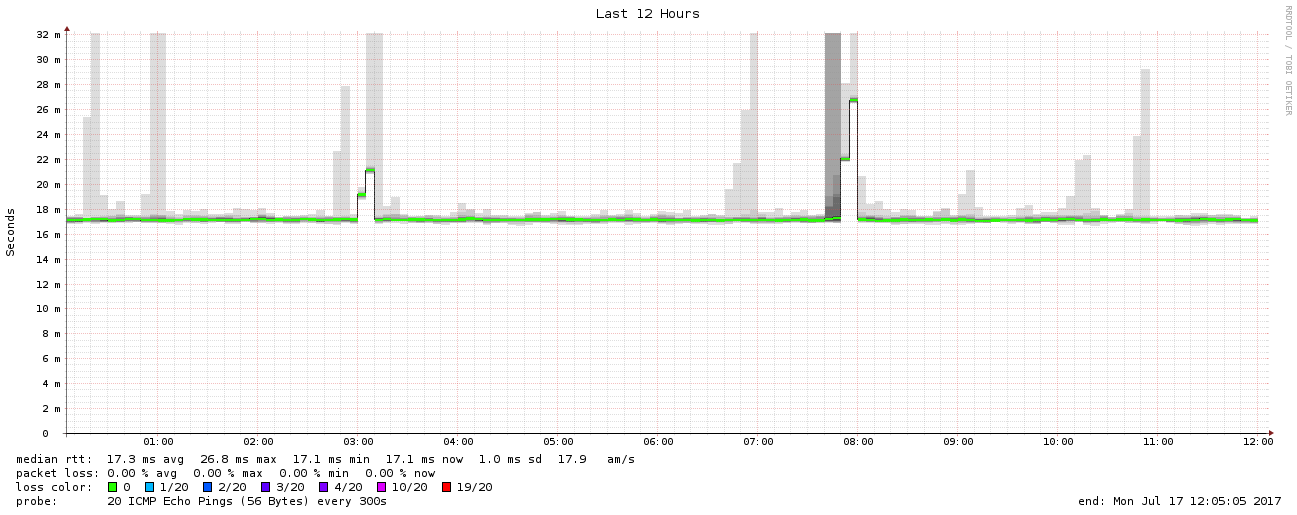 Last 12 Hours
RRDTOOL / TOBI OETIKER
Seconds
32 m
30 m
28 m
26 m
24 m
22 m
20 m
18 m
16 m
14 m
12 m
10 m
8 m
6 m
4 m
2 m
0
01:00 02:00 03:00 04:00 05:00 06:00 07:00 08:00 09:00 10:00 11:00 12:00
median rtt: 17.3 ms avg 26.8 ms max 17.1 ms min 17.1 ms now 1.0 ms sd 17.9 am/s
packet loss: 0.00 % avg 0.00 % max 0.00 % min 0.00 % now
loss color: 0 1/20 2/20 3/20 4/20 10/20 19/20
probe: 20 ICMP Echo Pings (56 Bytes) every 300s end: Mon Jul 17 12:05:05 2017